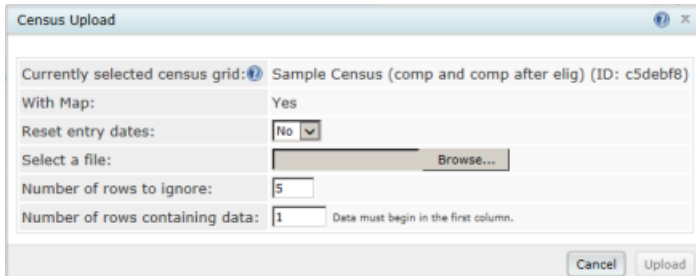 Census Upload
Currently selected census grid: Sample Census (comp and comp after elig) (ID: c5debf8)
With Map: Yes
Reset entry dates: No
Select a file: Browse...
Number of rows to ignore: 5
Number of rows containing data: 1 Data must begin in the first column.
Cancel Upload